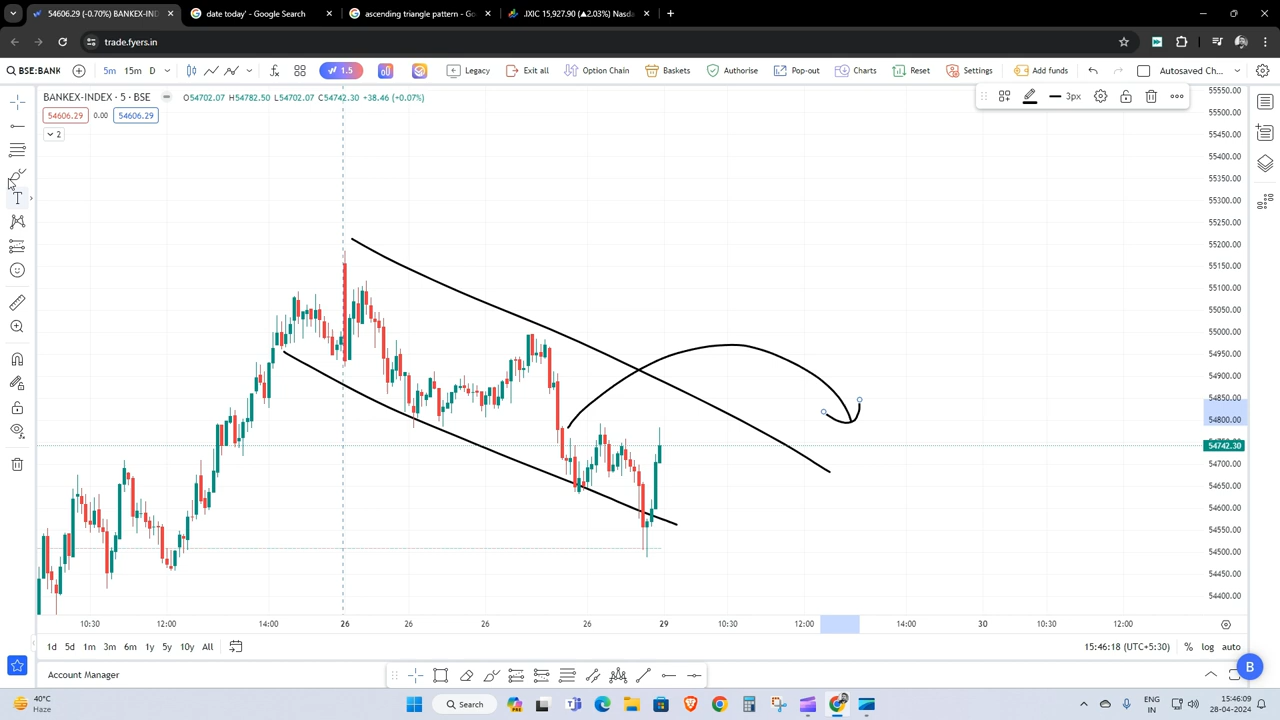 54606.29 (-0.70%) BANKEX-IND
date today' - Google Search
ascending triangle pattern - Go
JXIC 15,927.90 (▲2.03%) Nasda
trade.fyers.in
BSE:BANK
5m
15m
D
1.5
Legacy
Exit all
Option Chain
Baskets
Authorise
Pop-out
Charts
Reset
Settings
Add funds
Autosaved Ch...
BANKEX-INDEX · 5 · BSE
O54702.07 H54782.50 L54702.07 C54742.30 +38.46 (+0.07%)
3px
54606.29
0.00
54606.29
2
T
55550.00
55500.00
55450.00
55400.00
55350.00
55300.00
55250.00
55200.00
55150.00
55100.00
55050.00
55000.00
54950.00
54900.00
54850.00
54800.00
54742.30
54700.00
54650.00
54600.00
54550.00
54500.00
54450.00
54400.00
10:30
12:00
14:00
26
26
26
26
29
10:30
12:00
14:00
30
10:30
12:00
1d
5d
1m
3m
6m
1y
5y
10y
All
15:46:18 (UTC+5:30)
%
log
auto
Account Manager
B
40°C
Haze
Search
ENG
IN
15:46:09
28-04-2024